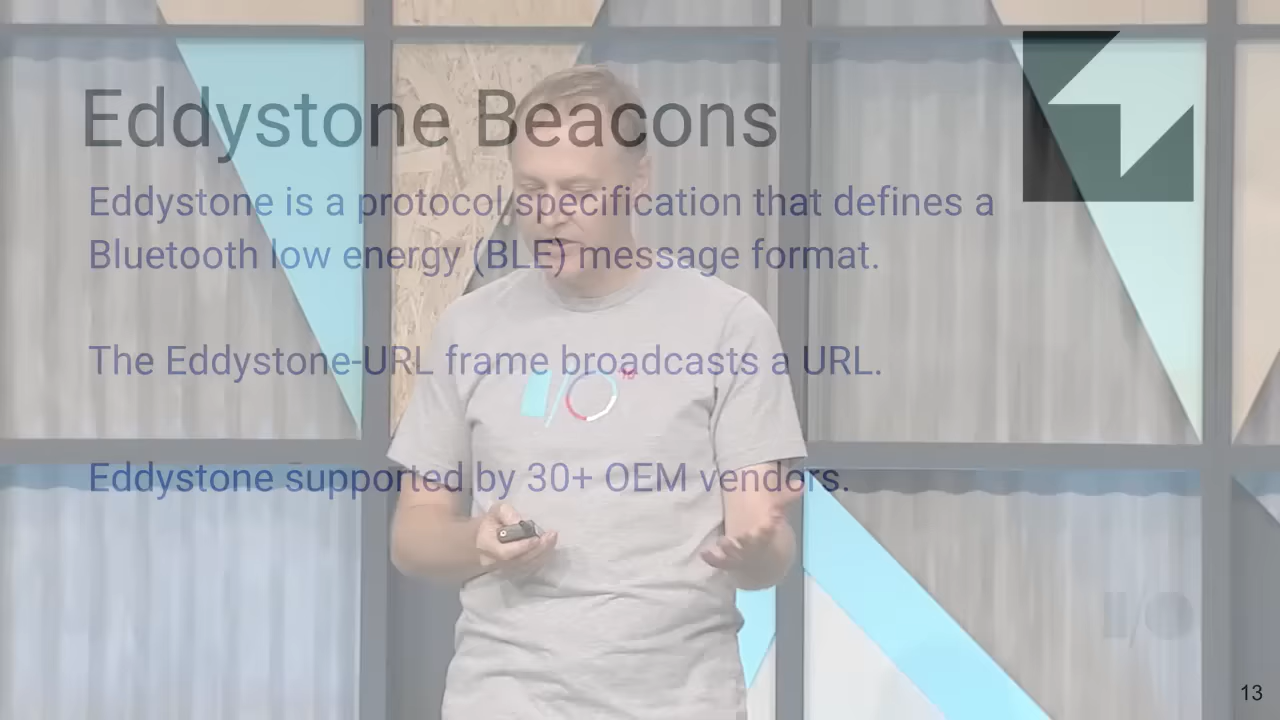 Eddystone Beacons
Eddystone is a protocol specification that defines a
Bluetooth low energy (BLE) message format.
The Eddystone-URL frame broadcasts a URL.
I/O
Eddystone supported by 30+ OEM vendors.
I/O
13